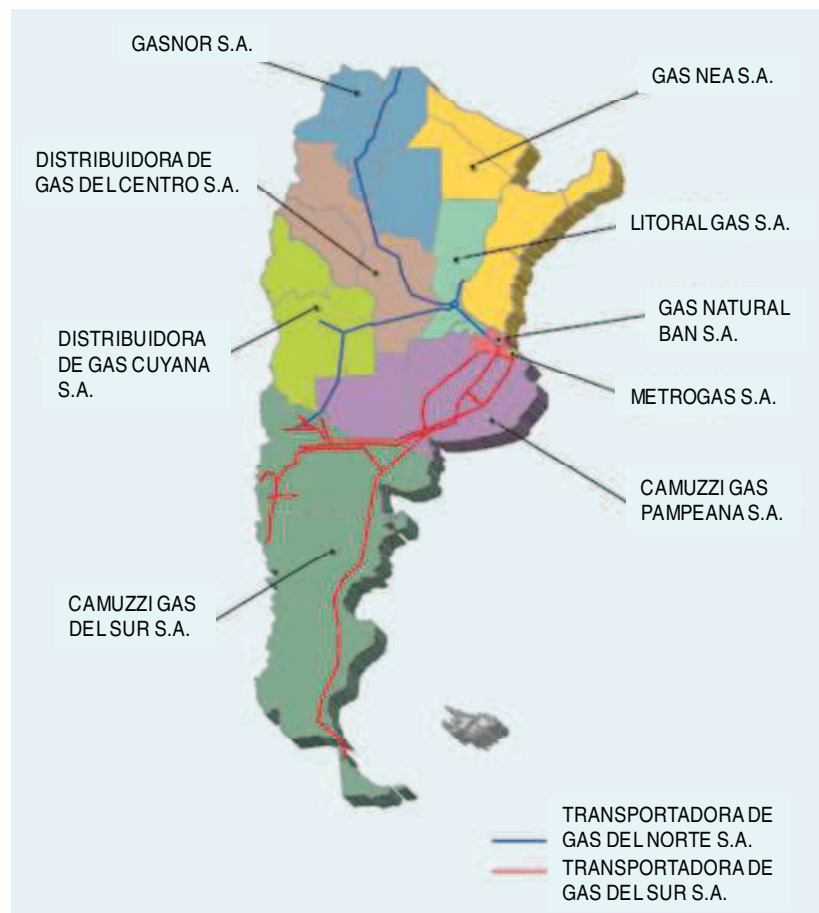 GASNOR S.A.
GAS NEA S.A.
DISTRIBUIDORA DE
GAS DEL CENTRO S.A.
LITORAL GAS S.A.
GAS NATURAL
BAN S.A.
DISTRIBUIDORA
DE GAS CUYANA
S.A.
METROGAS S.A.
CAMUZZI GAS
PAMPEANA S.A.
CAMUZZI GAS
DEL SUR S.A.
TRANSPORTADORA DE
GAS DEL NORTE S.A.
TRANSPORTADORA DE
GAS DEL SUR S.A.